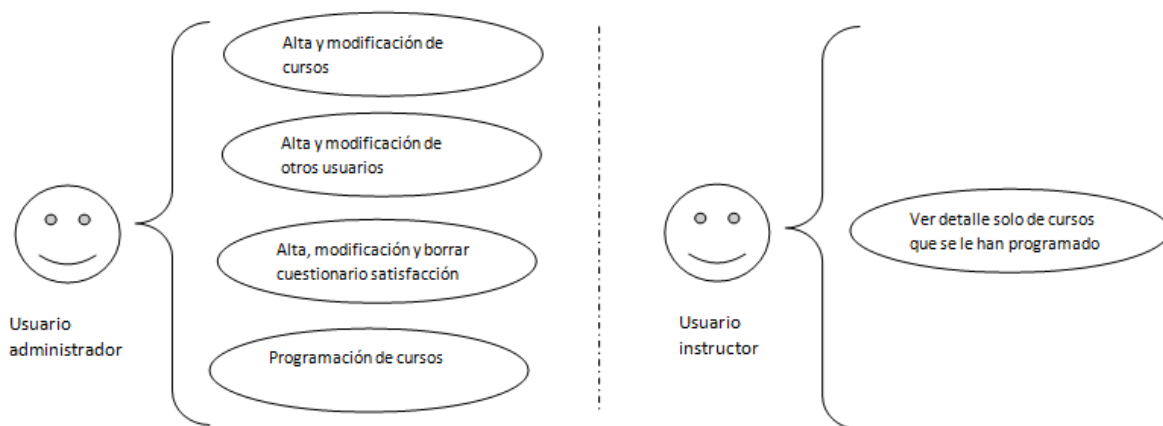 Alta y modificación de
cursos
Alta y modificación de
otros usuarios
Alta, modificación y borrar
cuestionario satisfacción
Programación de cursos
Usuario
administrador
Ver detalle solo de cursos
que se le han programado
Usuario
instructor